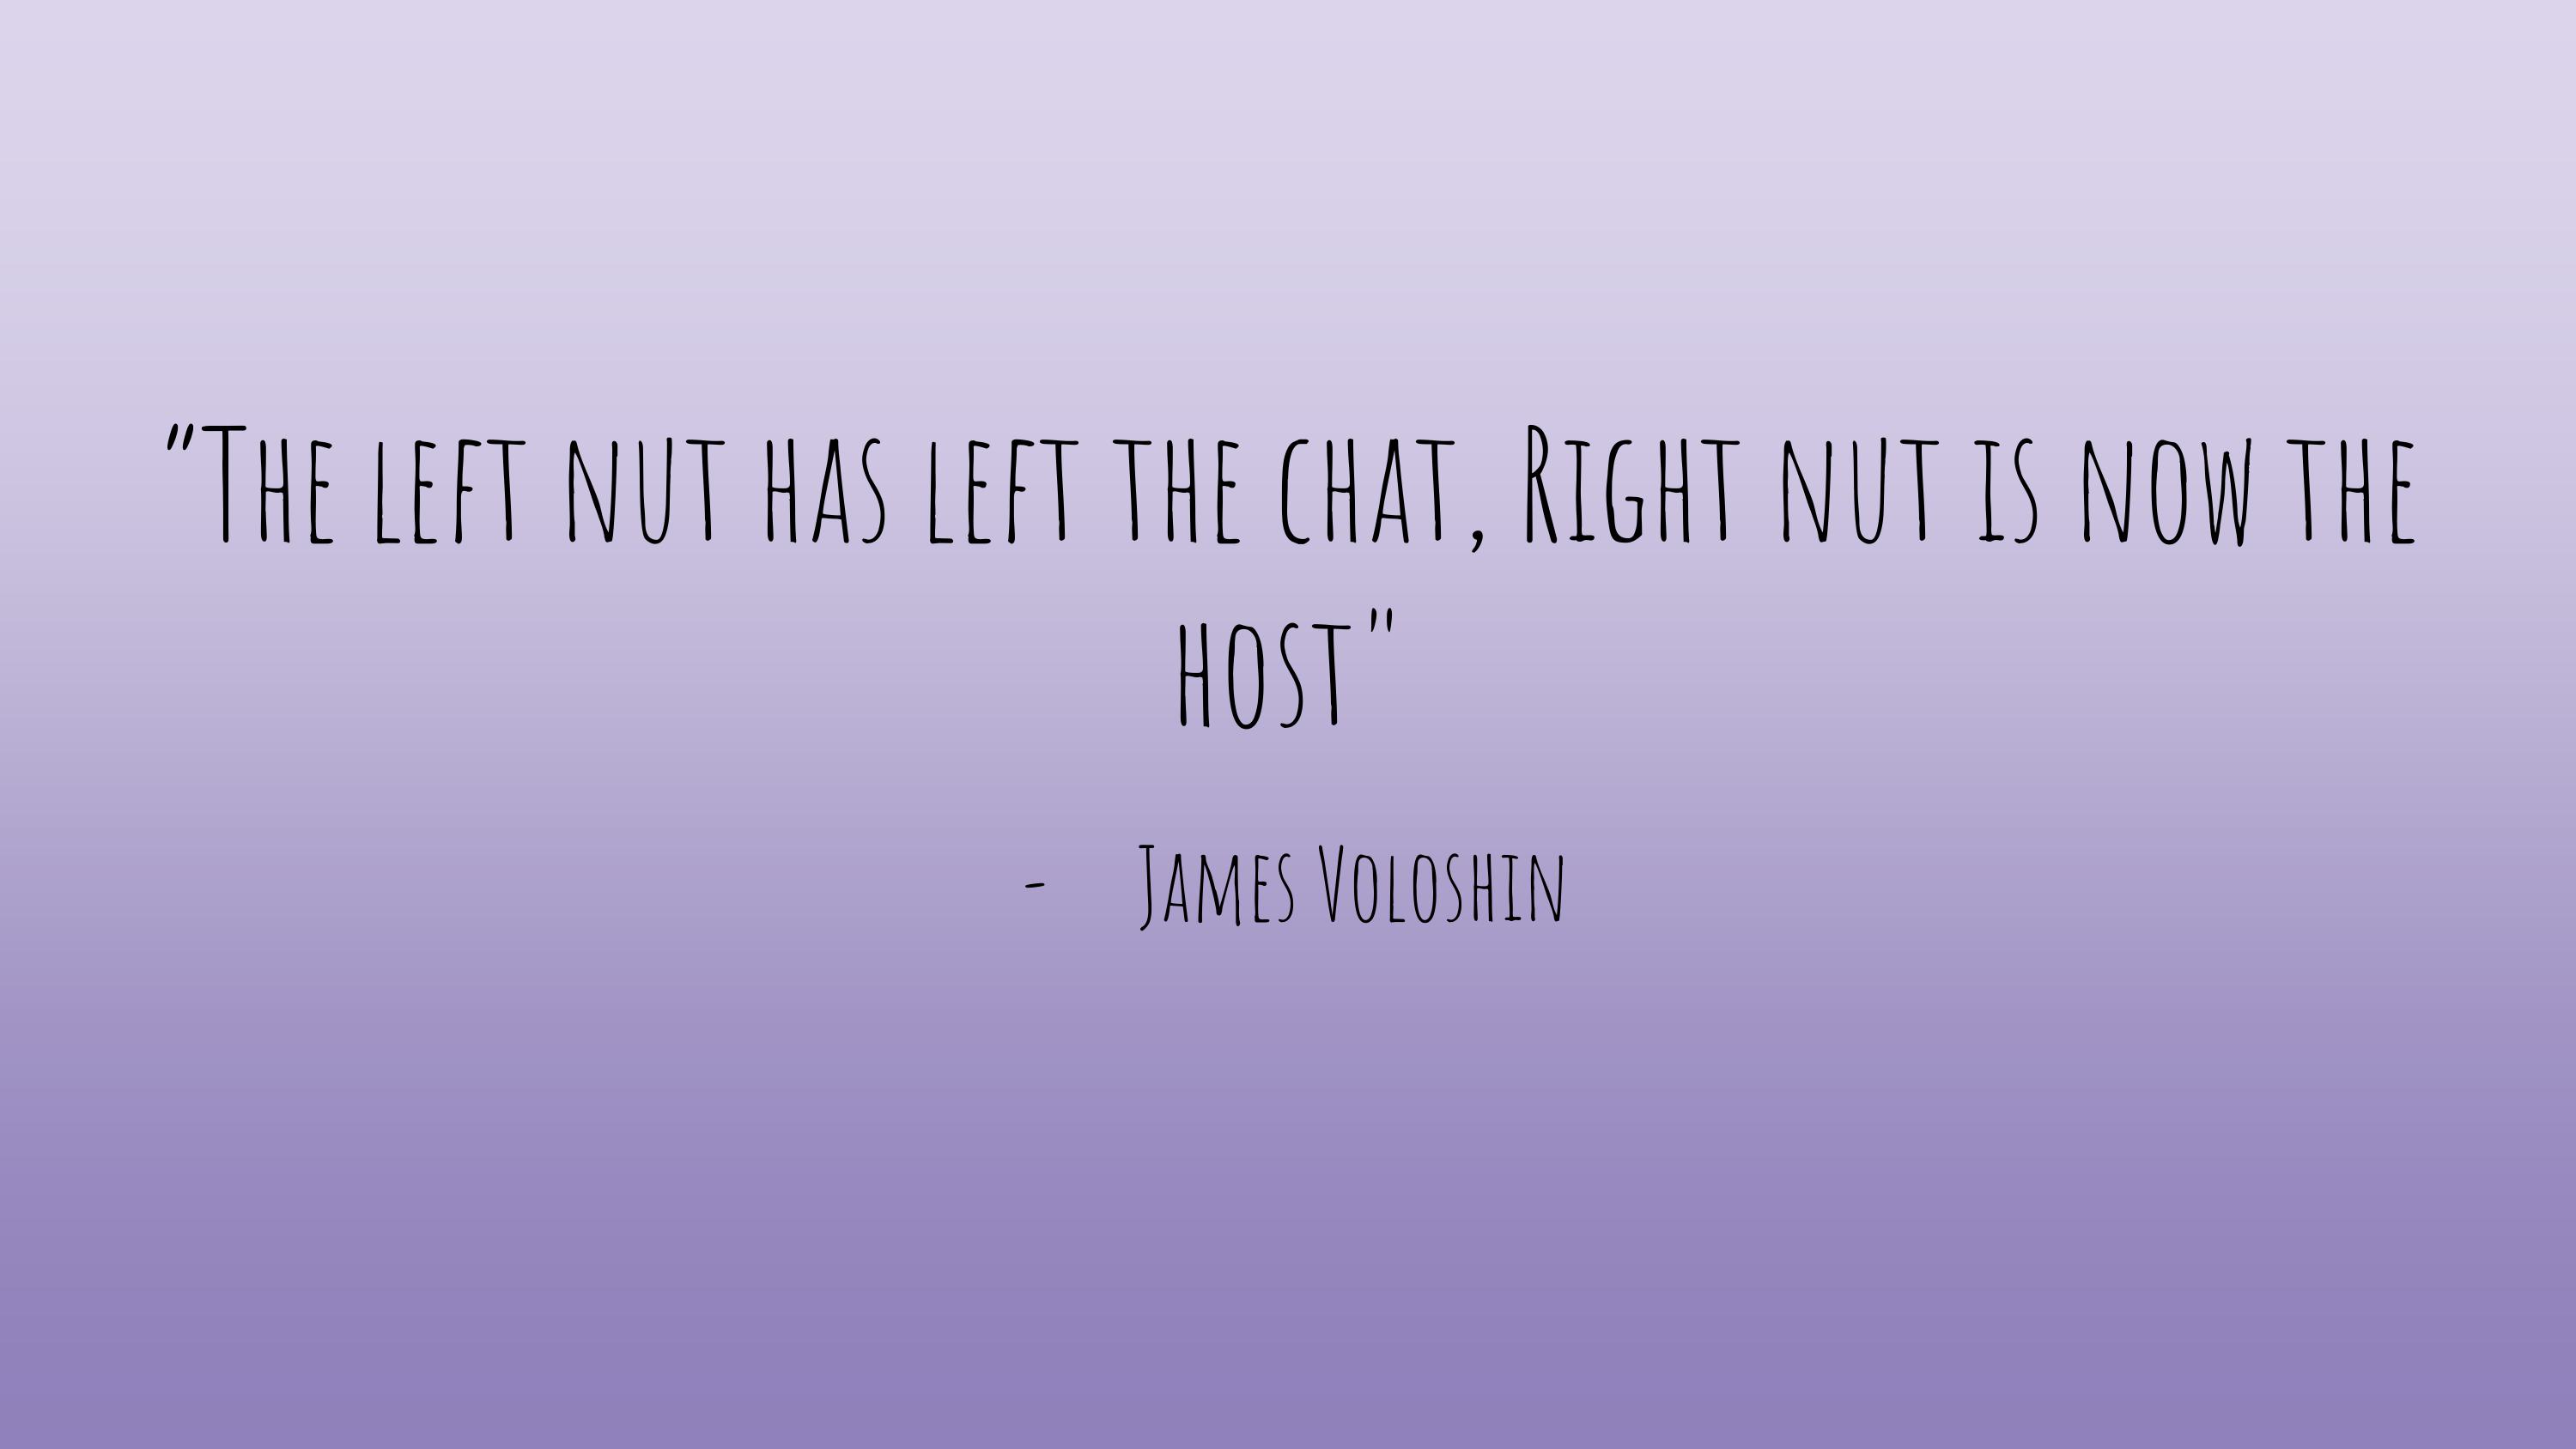 "The left nut has left the chat, Right nut is now the
host"
- James Voloshin